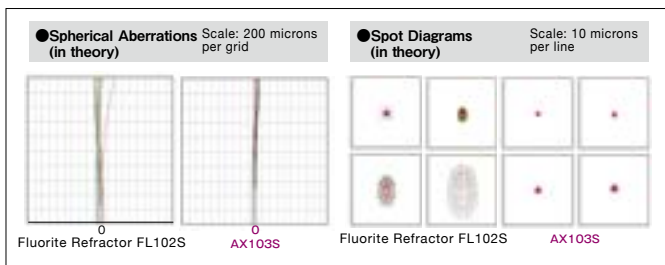 ●Spherical Aberrations
(in theory)
Scale: 200 microns
per grid
●Spot Diagrams
(in theory)
Scale: 10 microns
per line
0
Fluorite Refractor FL102S
0
AX103S
Fluorite Refractor FL102S
AX103S